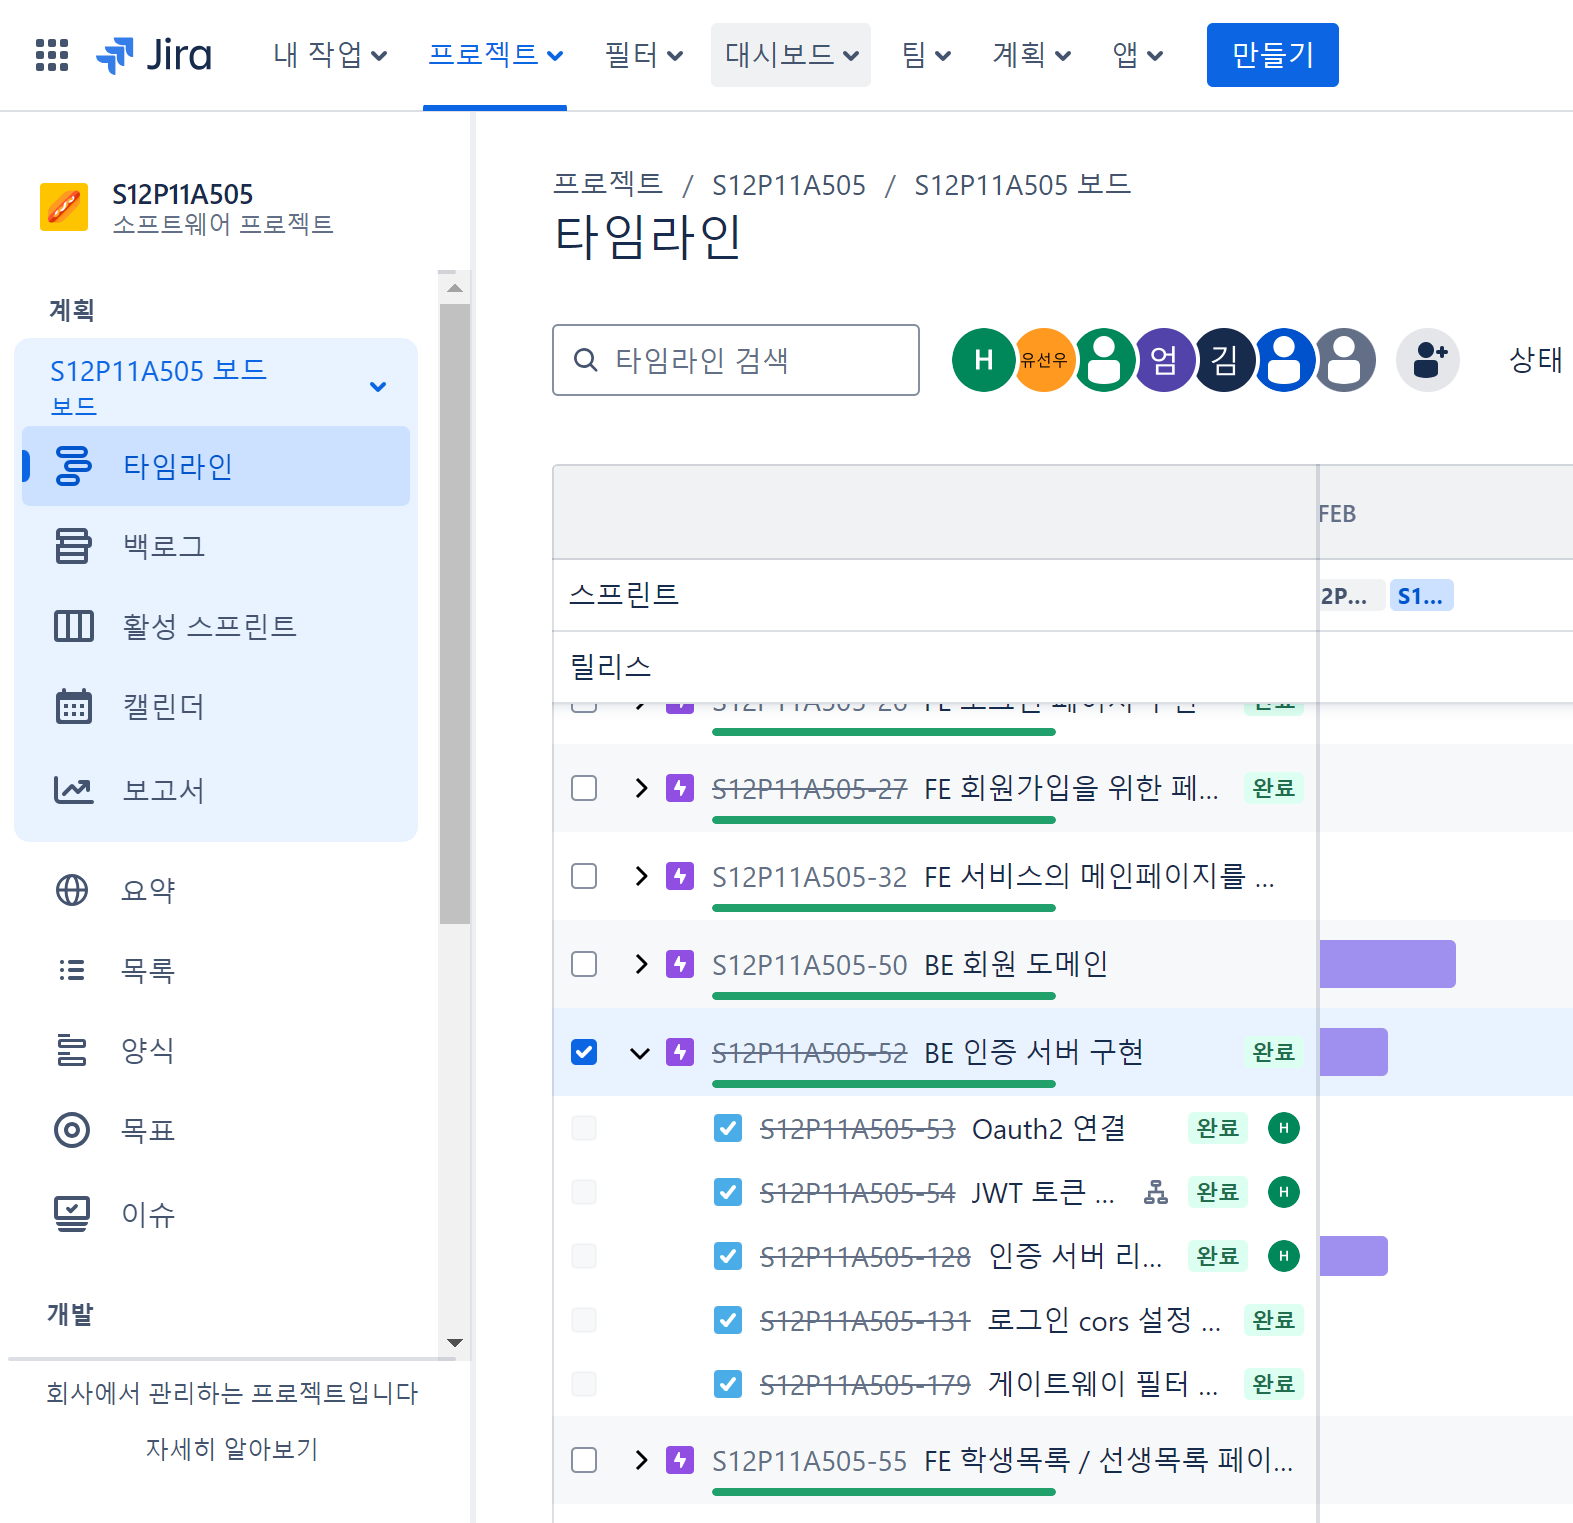 Jira 내 작업 프로젝트 필터 대시보드 팀 계획 앱 만들기
S12P11A505
소프트웨어 프로젝트
계획
S12P11A505 보드
보드
타임라인
백로그
활성 스프린트
캘린더
보고서
요약
목록
양식
목표
이슈
개발
회사에서 관리하는 프로젝트입니다
자세히 알아보기
프로젝트 / S12P11A505 / S12P11A505 보드
타임라인
타임라인 검색 H 유선우 엄 김 상태
FEB
스프린트 2P... S1...
릴리스
S12P11A505-27 FE 회원가입을 위한 페... 완료
S12P11A505-32 FE 서비스의 메인페이지를 ...
S12P11A505-50 BE 회원 도메인
S12P11A505-52 BE 인증 서버 구현 완료
S12P11A505-53 Oauth2 연결 완료 H
S12P11A505-54 JWT 토큰 ... 완료 H
S12P11A505-128 인증 서버 리... 완료 H
S12P11A505-131 로그인 cors 설정 ... 완료
S12P11A505-179 게이트웨이 필터 ... 완료
S12P11A505-55 FE 학생목록 / 선생목록 페이...